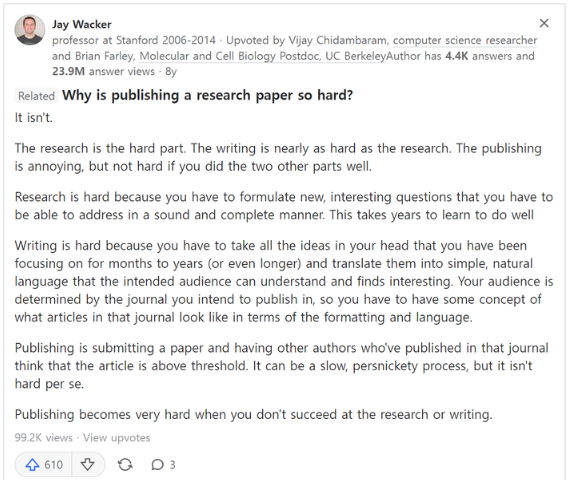 Jay Wacker
professor at Stanford 2006-2014 · Upvoted by Vijay Chidambaram, computer science researcher
and Brian Farley, Molecular and Cell Biology Postdoc, UC BerkeleyAuthor has 4.4K answers and
23.9M answer views · 8y
Related Why is publishing a research paper so hard?
It isn't.
The research is the hard part. The writing is nearly as hard as the research. The publishing
is annoying, but not hard if you did the two other parts well.
Research is hard because you have to formulate new, interesting questions that you have to
be able to address in a sound and complete manner. This takes years to learn to do well
Writing is hard because you have to take all the ideas in your head that you have been
focusing on for months to years (or even longer) and translate them into simple, natural
language that the intended audience can understand and finds interesting. Your audience is
determined by the journal you intend to publish in, so you have to have some concept of
what articles in that journal look like in terms of the formatting and language.
Publishing is submitting a paper and having other authors who've published in that journal
think that the article is above threshold. It can be a slow, persnickety process, but it isn't
hard per se.
Publishing becomes very hard when you don't succeed at the research or writing.
99.2K views · View upvotes
610 3